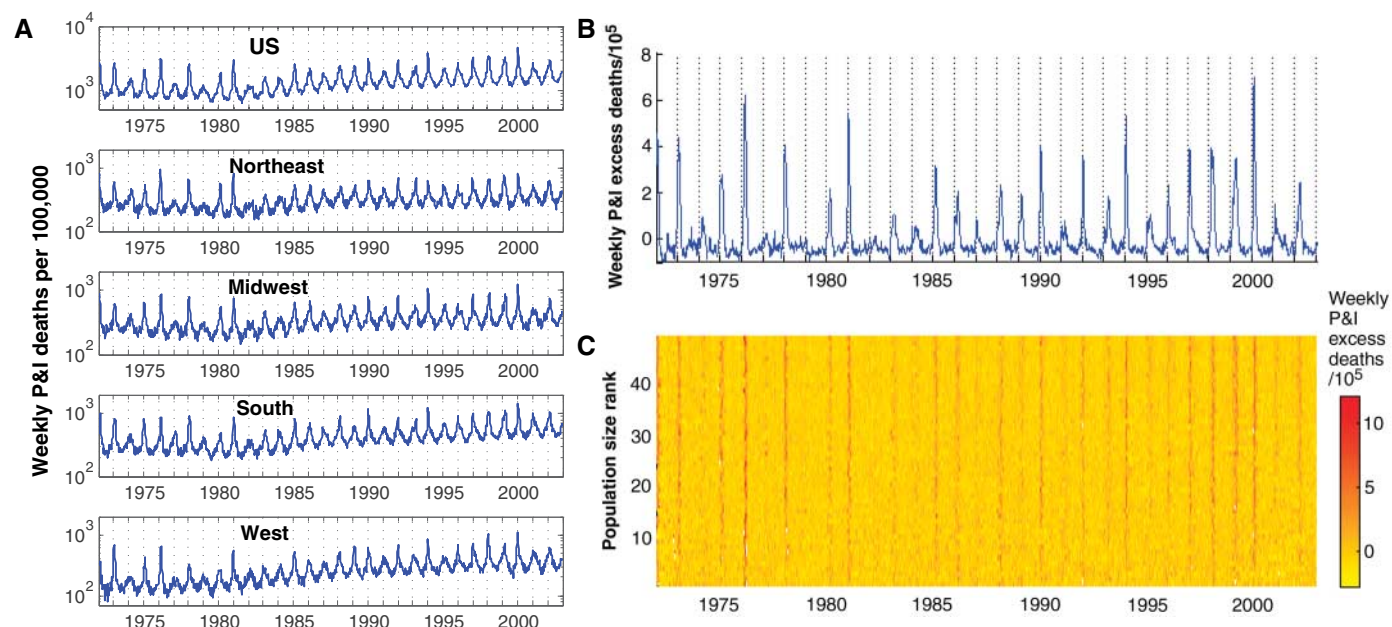 A
Weekly P&I deaths per 100,000
10^4
US
10^3
1975 1980 1985 1990 1995 2000
10^3
Northeast
10^2
1975 1980 1985 1990 1995 2000
10^3
Midwest
10^2
1975 1980 1985 1990 1995 2000
10^3
South
10^2
1975 1980 1985 1990 1995 2000
10^3
West
10^2
1975 1980 1985 1990 1995 2000
B
Weekly P&I excess deaths/10^5
8
6
4
2
0
1975 1980 1985 1990 1995 2000
C
Population size rank
40
30
20
10
1975 1980 1985 1990 1995 2000
Weekly
P&I
excess
deaths
/10^5
10
5
0